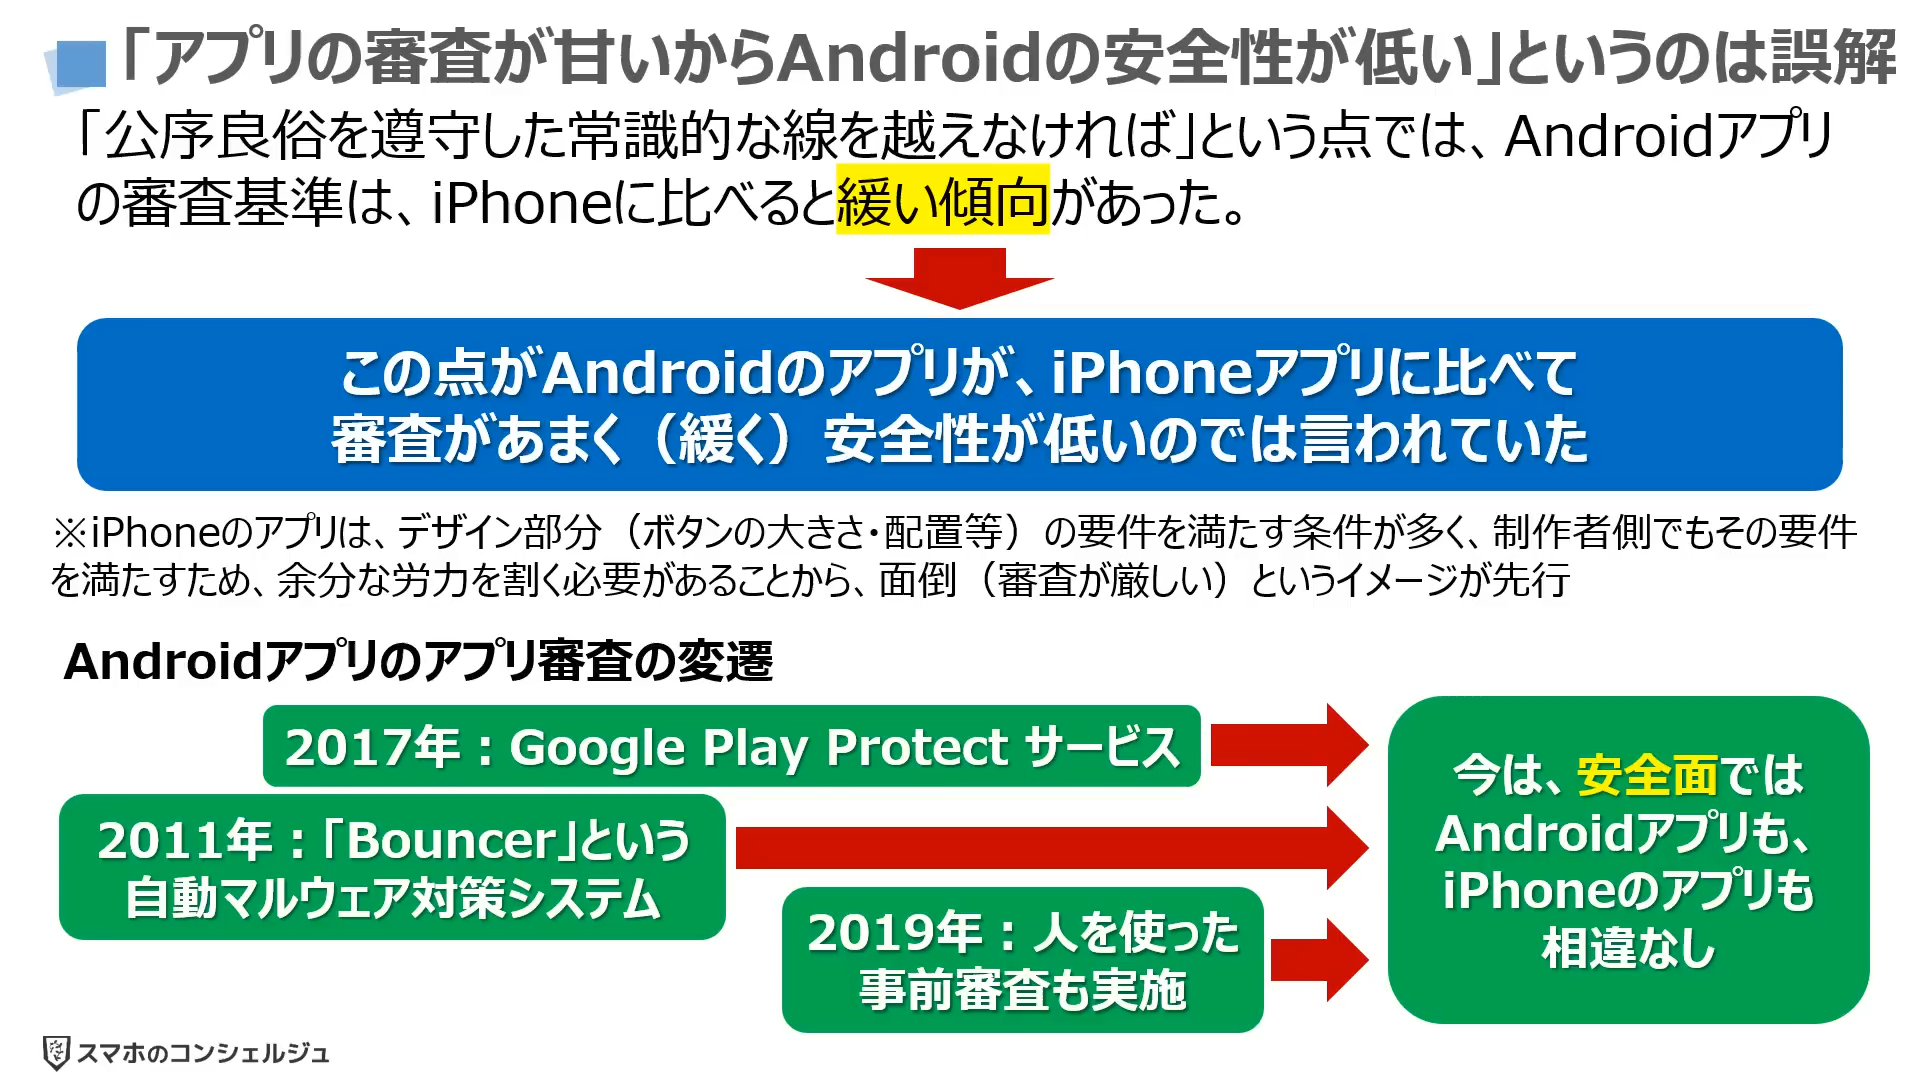 「アプリの審査が甘いからAndroidの安全性が低い」というのは誤解
「公序良俗を遵守した常識的な線を越えなければ」という点では、Androidアプリ
の審査基準は、iPhoneに比べると緩い傾向があった。
この点がAndroidのアプリが、iPhoneアプリに比べて
審査があまく（緩く）安全性が低いのでは言われていた
※iPhoneのアプリは、デザイン部分（ボタンの大きさ・配置等）の要件を満たす条件が多く、制作者側でもその要件
を満たすため、余分な労力を割く必要があることから、面倒（審査が厳しい）というイメージが先行
Androidアプリのアプリ審査の変遷
2017年：Google Play Protect サービス
2011年：「Bouncer」という
自動マルウェア対策システム
2019年：人を使った
事前審査も実施
今は、安全面では
Androidアプリも、
iPhoneのアプリも
相違なし
スマホのコンシェルジュ